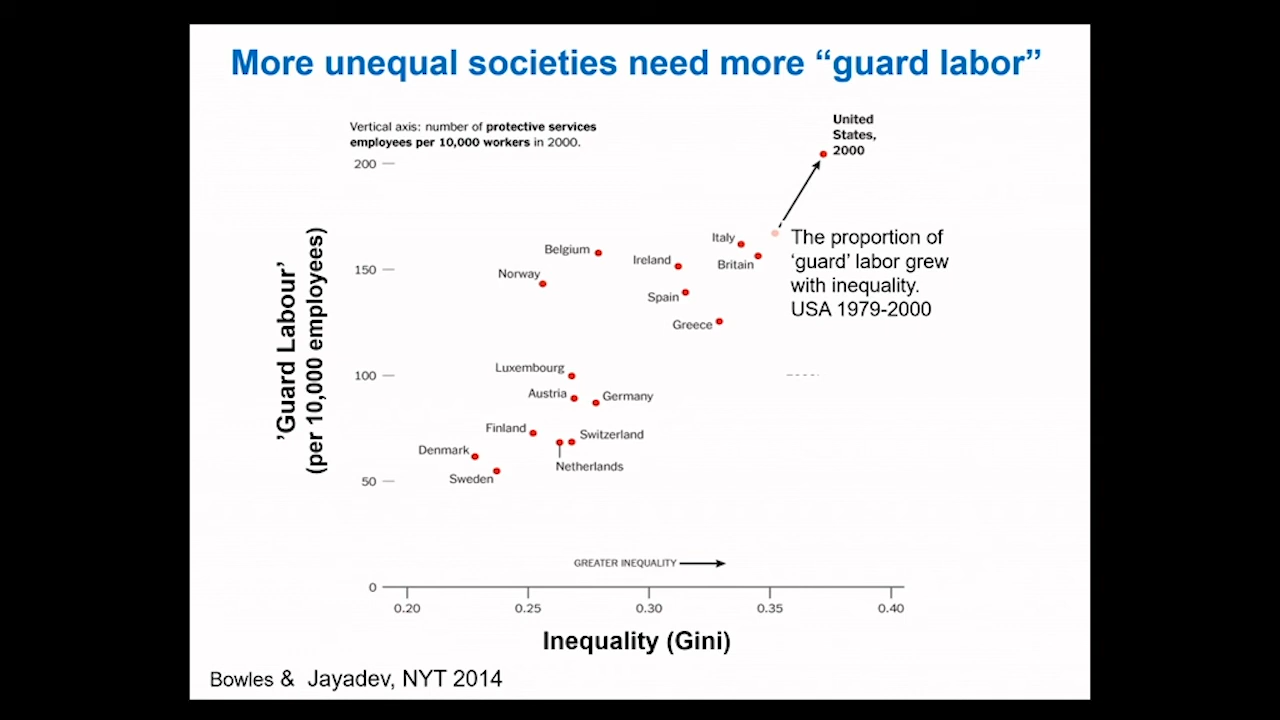 More unequal societies need more “guard labor”
Vertical axis: number of protective services
employees per 10,000 workers in 2000.
United
States,
2000
200
150
100
50
0
’Guard Labour’
(per 10,000 employees)
Belgium
Norway
Italy
Ireland
Britain
Spain
Greece
The proportion of
‘guard’ labor grew
with inequality.
USA 1979-2000
Luxembourg
Austria
Germany
Finland
Switzerland
Denmark
Netherlands
Sweden
GREATER INEQUALITY
0.20
0.25
0.30
0.35
0.40
Inequality (Gini)
Bowles & Jayadev, NYT 2014